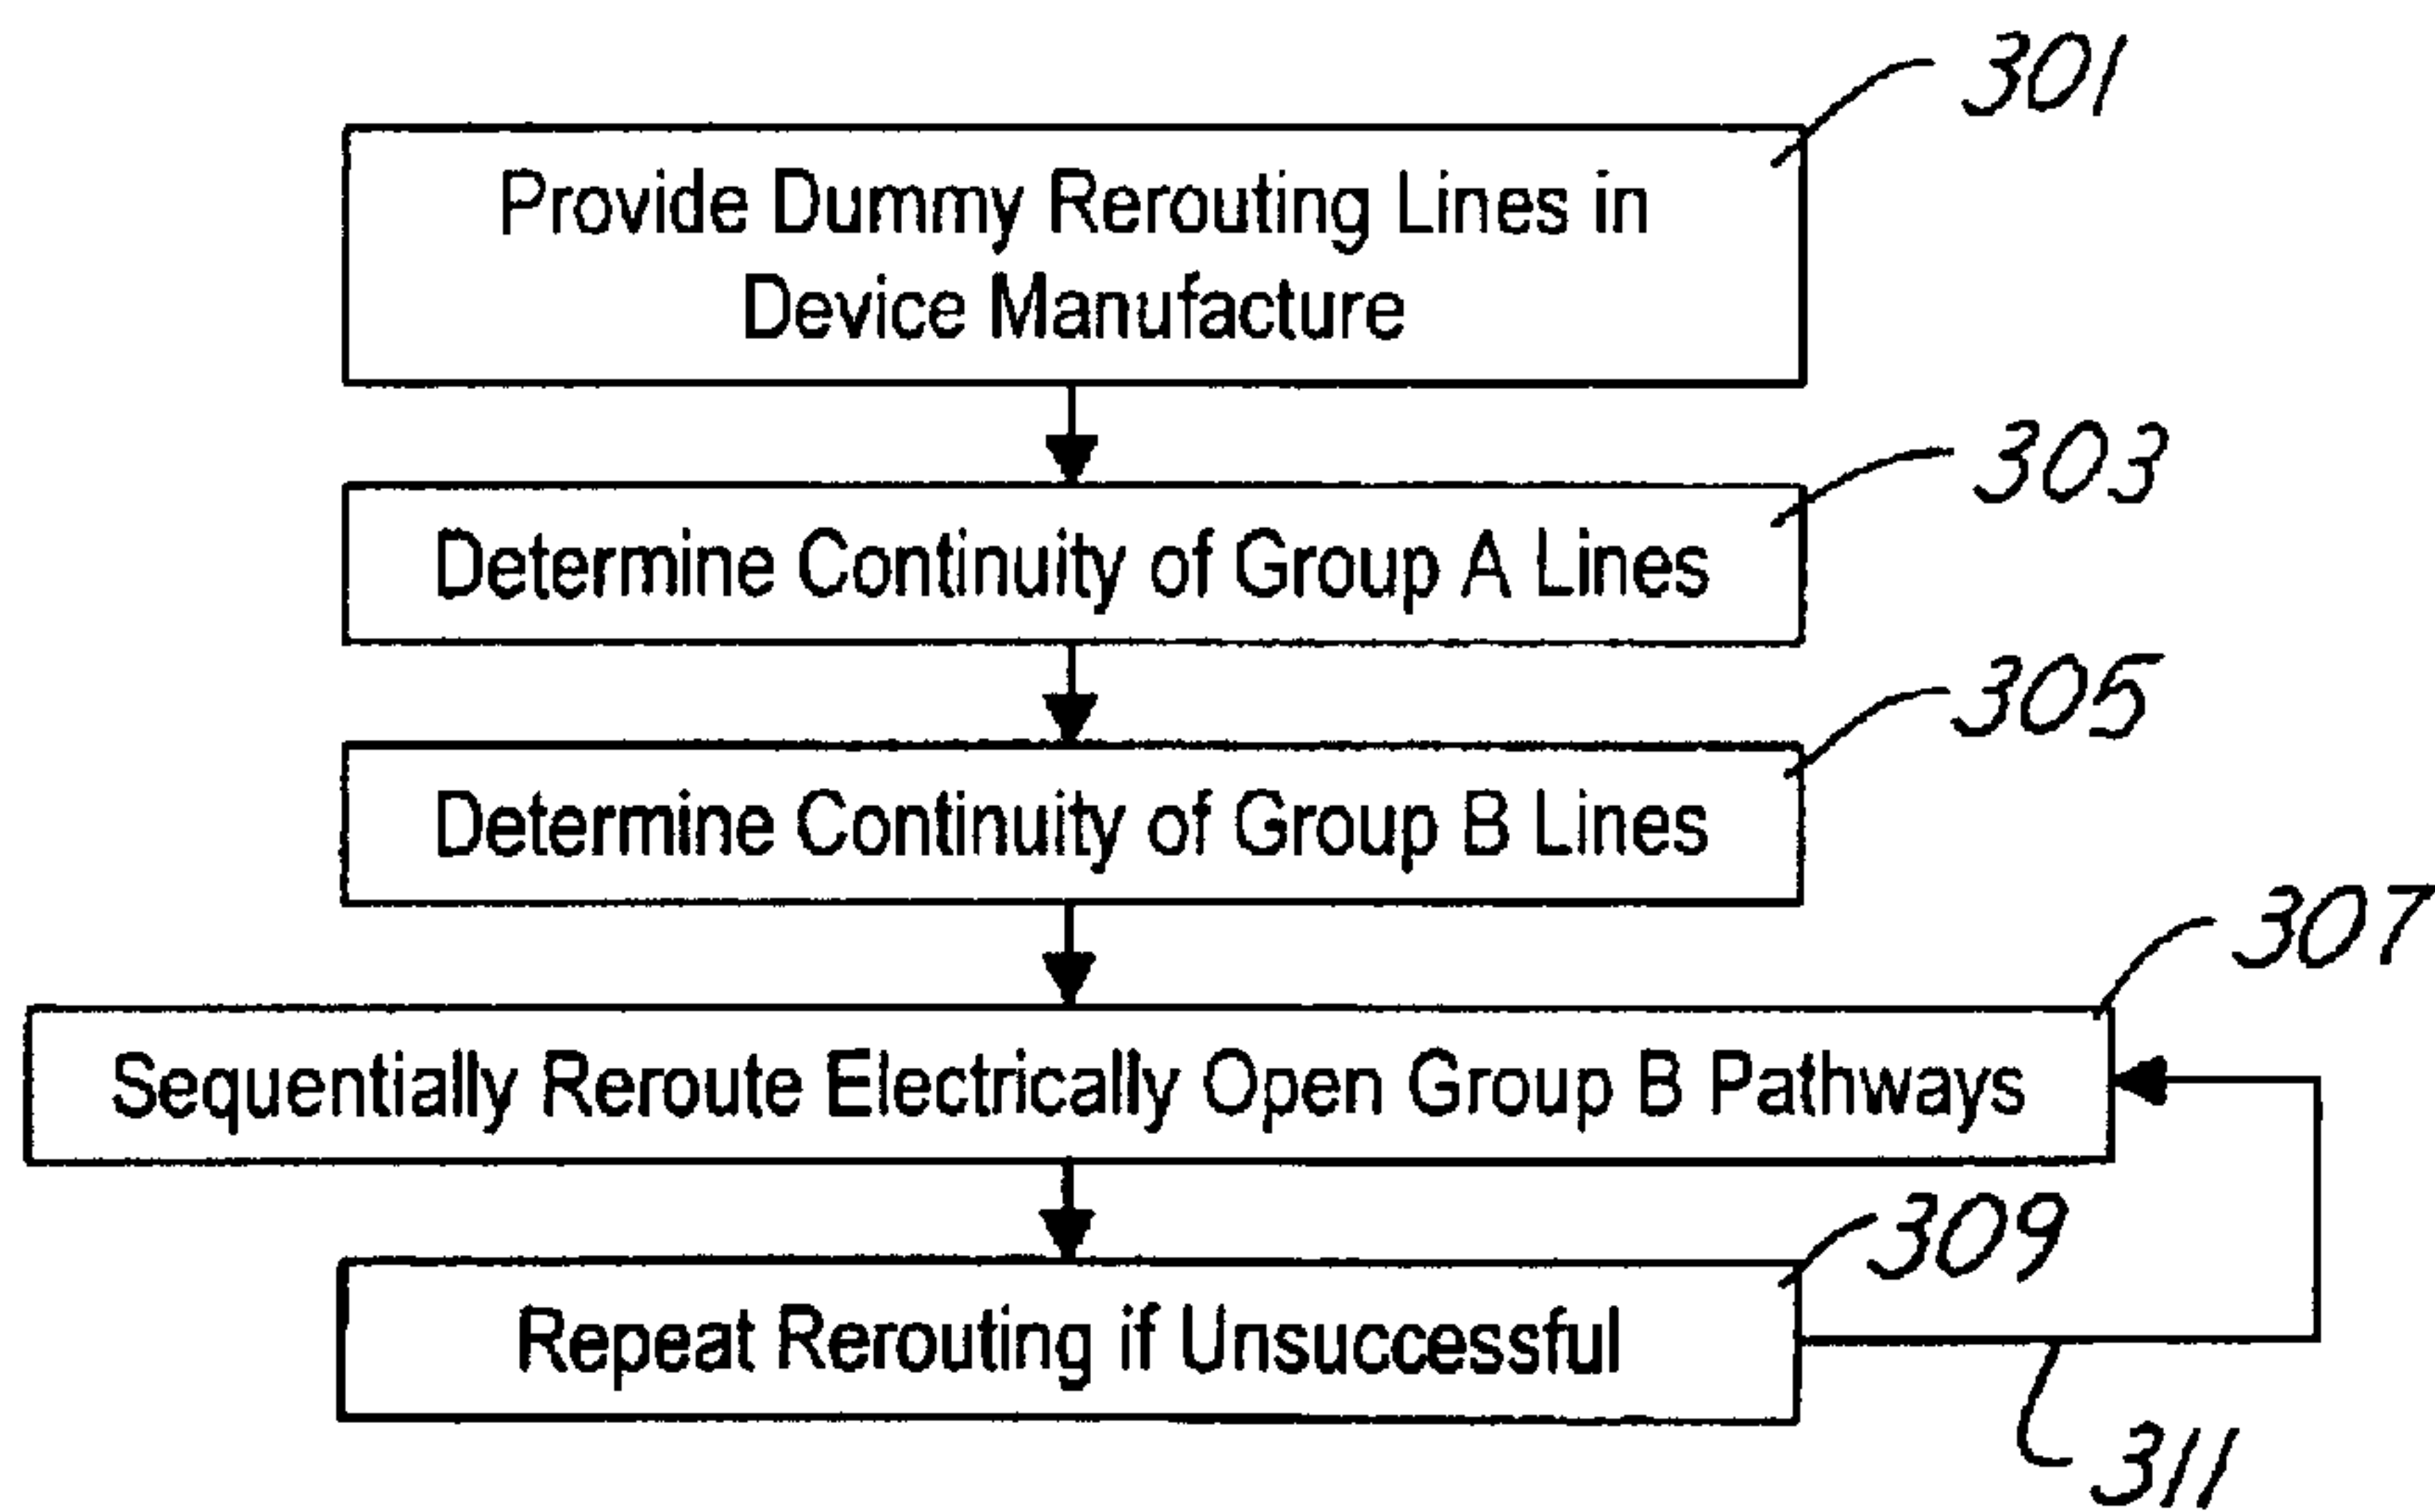 301
Provide Dummy Rerouting Lines in
Device Manufacture
303
Determine Continuity of Group A Lines
305
Determine Continuity of Group B Lines
307
Sequentially Reroute Electrically Open Group B Pathways
309
Repeat Rerouting if Unsuccessful
311